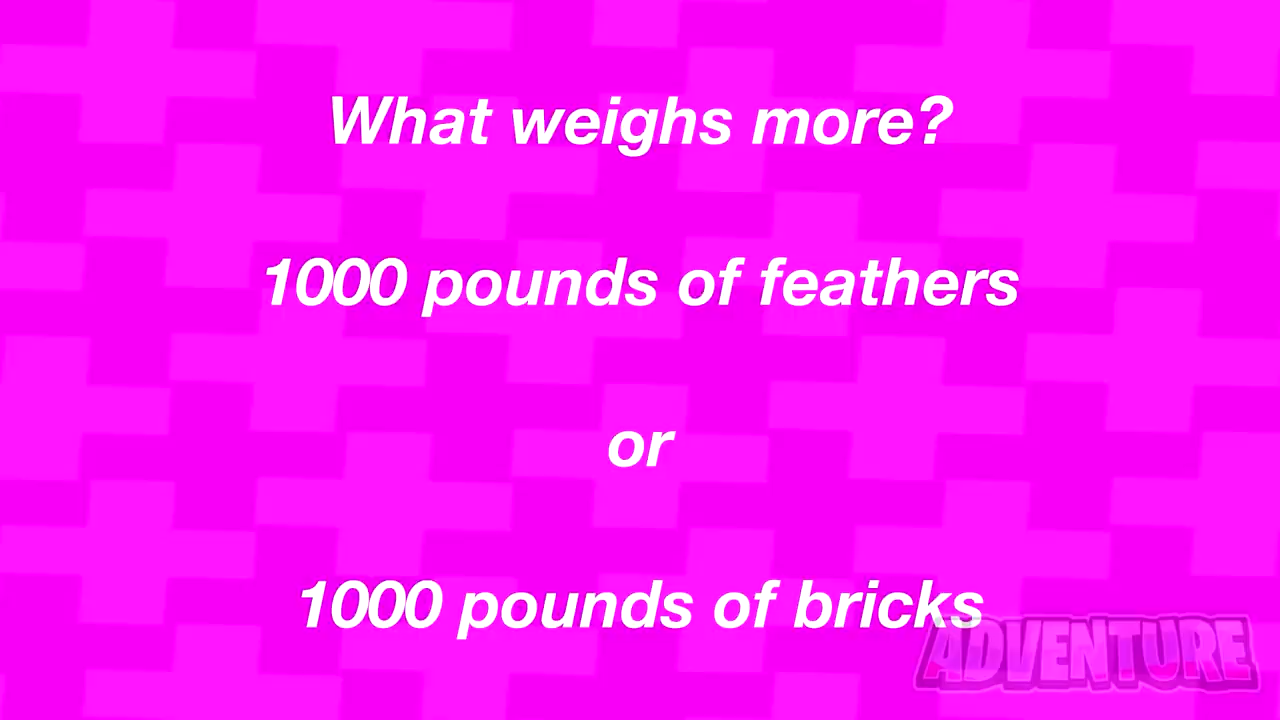 What weighs more?
1000 pounds of feathers
or
1000 pounds of bricks
ADVENTURE